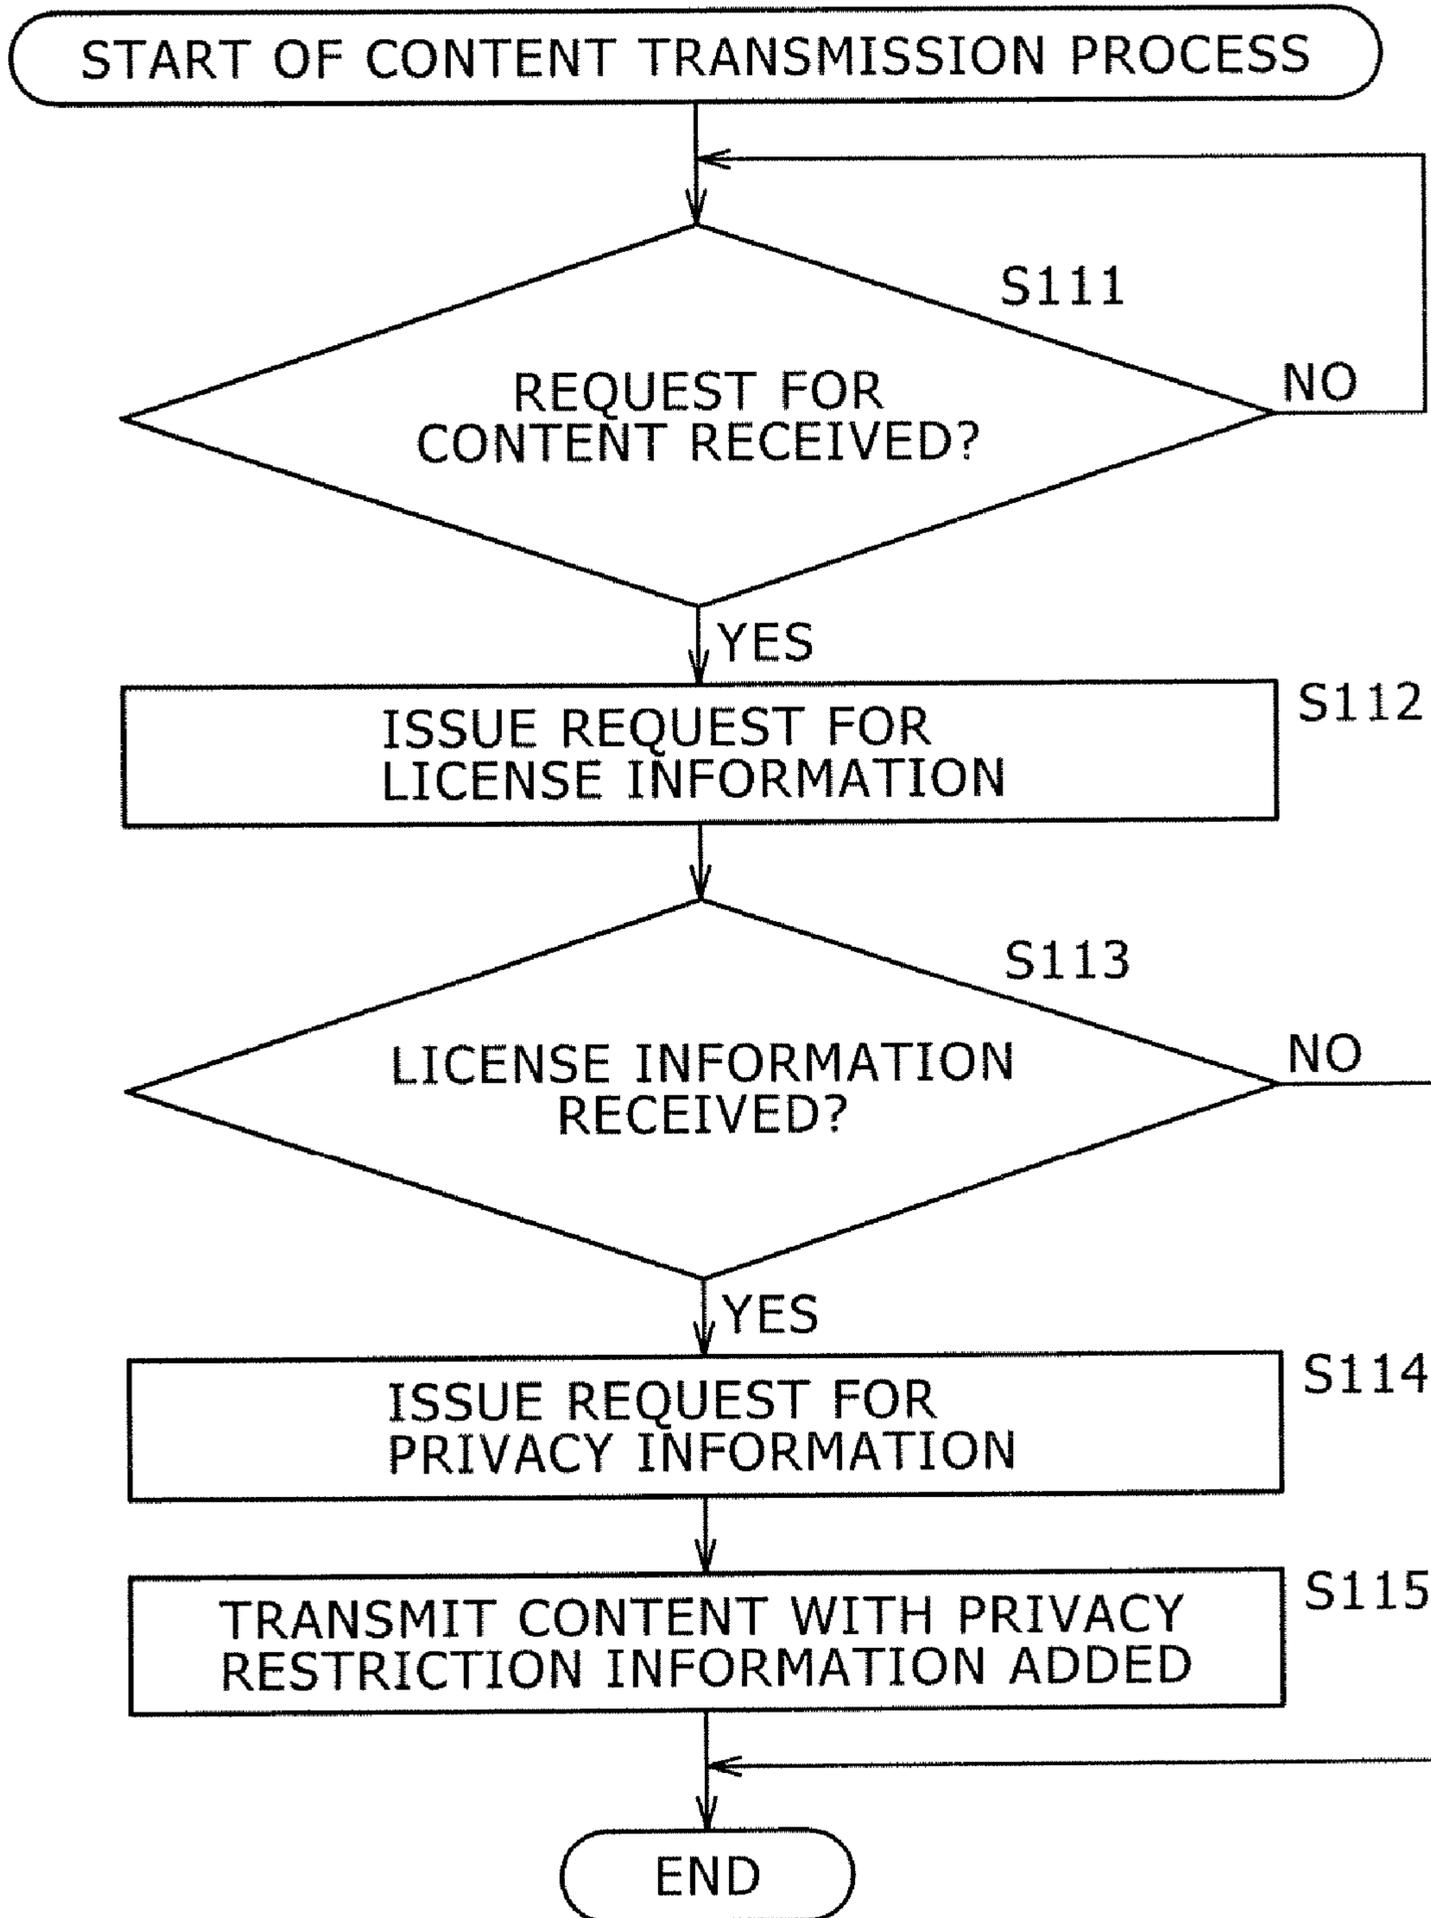 START OF CONTENT TRANSMISSION PROCESS
S111
REQUEST FOR
CONTENT RECEIVED?
NO
YES
S112
ISSUE REQUEST FOR
LICENSE INFORMATION
S113
LICENSE INFORMATION
RECEIVED?
NO
YES
S114
ISSUE REQUEST FOR
PRIVACY INFORMATION
S115
TRANSMIT CONTENT WITH PRIVACY
RESTRICTION INFORMATION ADDED
END